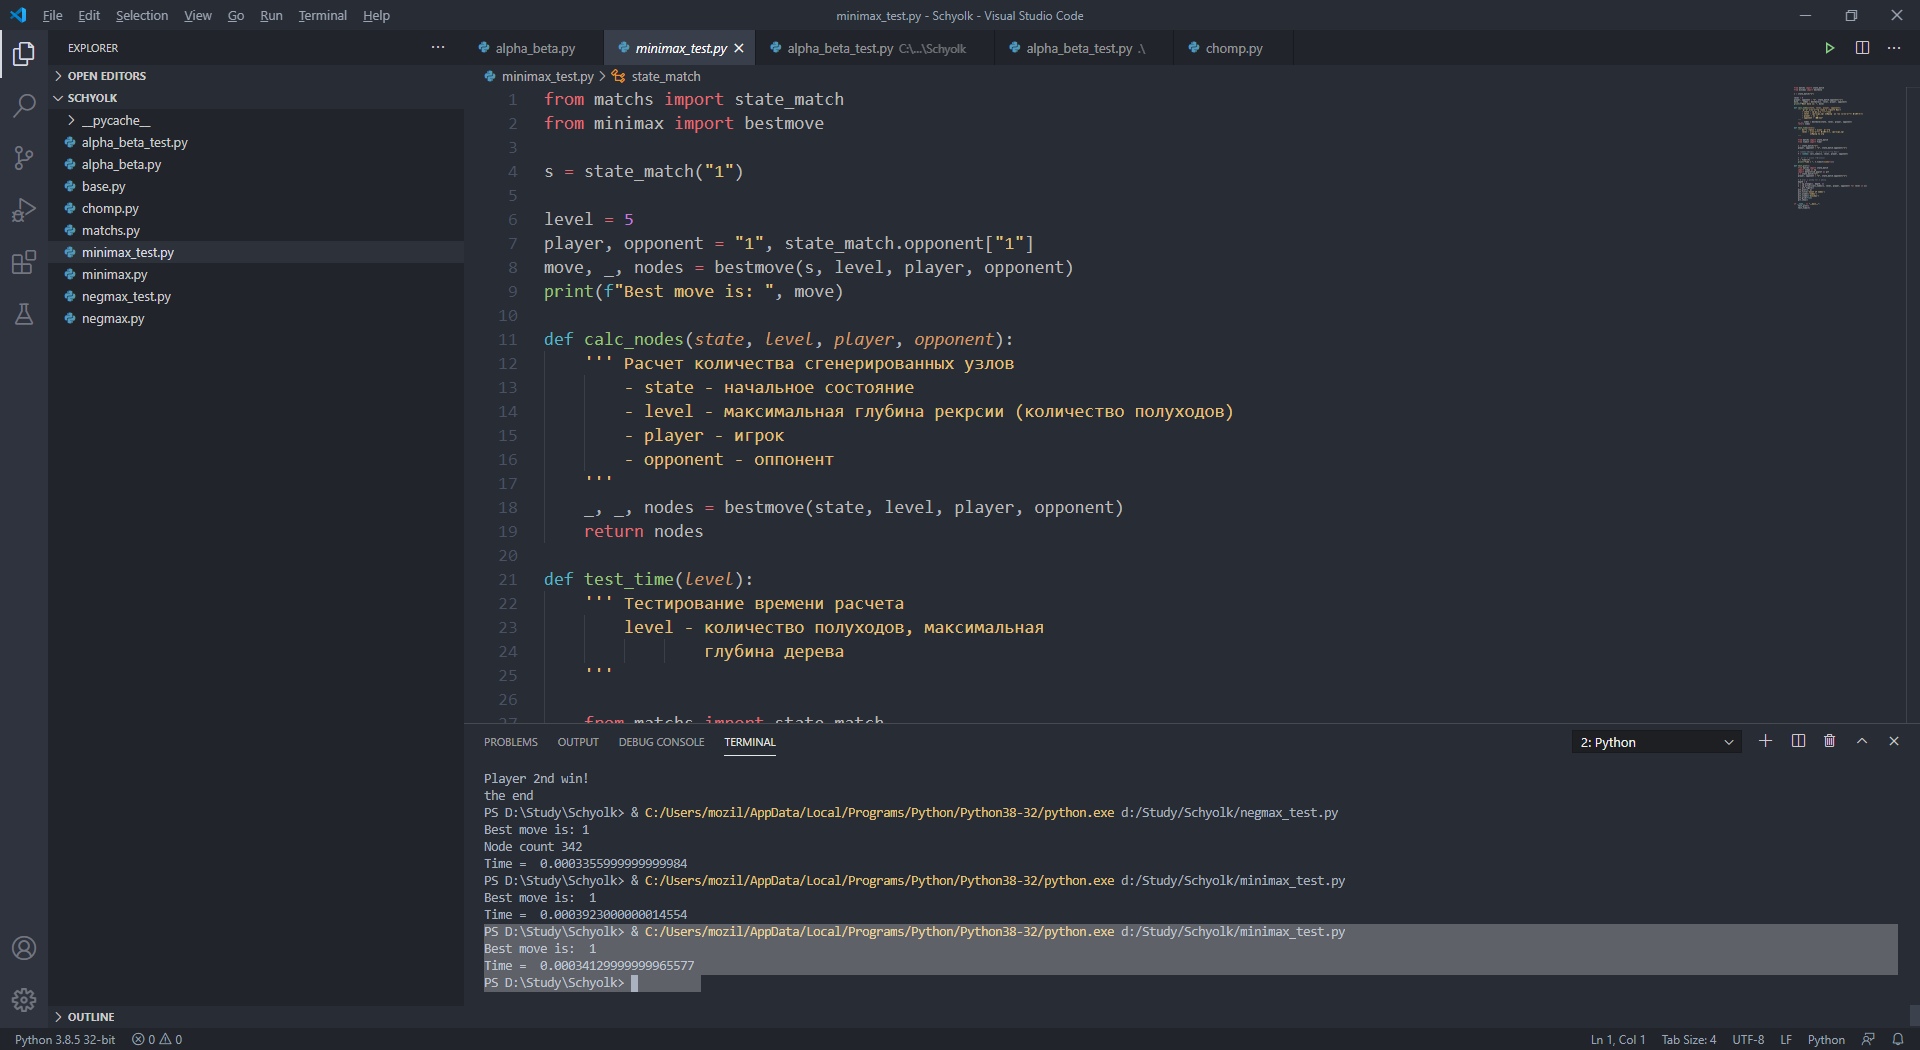 File Edit Selection View Go Run Terminal Help
minimax_test.py - Schyolk - Visual Studio Code
EXPLORER
OPEN EDITORS
SCHYOLK
__pycache__
alpha_beta_test.py
alpha_beta.py
base.py
chomp.py
matchs.py
minimax_test.py
minimax.py
negmax_test.py
negmax.py
OUTLINE
alpha_beta.py minimax_test.py alpha_beta_test.py C:\...\Schyolk alpha_beta_test.py .\ chomp.py
minimax_test.py > state_match
1 from matchs import state_match
2 from minimax import bestmove
3
4 s = state_match("1")
5
6 level = 5
7 player, opponent = "1", state_match.opponent["1"]
8 move, _, nodes = bestmove(s, level, player, opponent)
9 print(f"Best move is: ", move)
10
11 def calc_nodes(state, level, player, opponent):
12 ''' Расчет количества сгенерированных узлов
13 - state - начальное состояние
14 - level - максимальная глубина рекрсии (количество полуходов)
15 - player - игрок
16 - opponent - оппонент
17 '''
18 _, _, nodes = bestmove(state, level, player, opponent)
19 return nodes
20
21 def test_time(level):
22 ''' Тестирование времени расчета
23 level - количество полуходов, максимальная
24 глубина дерева
25 '''
26
27 from matchs import state_match
PROBLEMS OUTPUT DEBUG CONSOLE TERMINAL
2: Python
Player 2nd win!
the end
PS D:\Study\Schyolk> & C:/Users/mozil/AppData/Local/Programs/Python/Python38-32/python.exe d:/Study/Schyolk/negmax_test.py
Best move is: 1
Node count 342
Time =  0.0003355999999999984
PS D:\Study\Schyolk> & C:/Users/mozil/AppData/Local/Programs/Python/Python38-32/python.exe d:/Study/Schyolk/minimax_test.py
Best move is:  1
Time =  0.0003923000000014554
PS D:\Study\Schyolk> & C:/Users/mozil/AppData/Local/Programs/Python/Python38-32/python.exe d:/Study/Schyolk/minimax_test.py
Best move is:  1
Time =  0.00034129999999965577
PS D:\Study\Schyolk>
Python 3.8.5 32-bit 0 0
Ln 1, Col 1 Tab Size: 4 UTF-8 LF Python